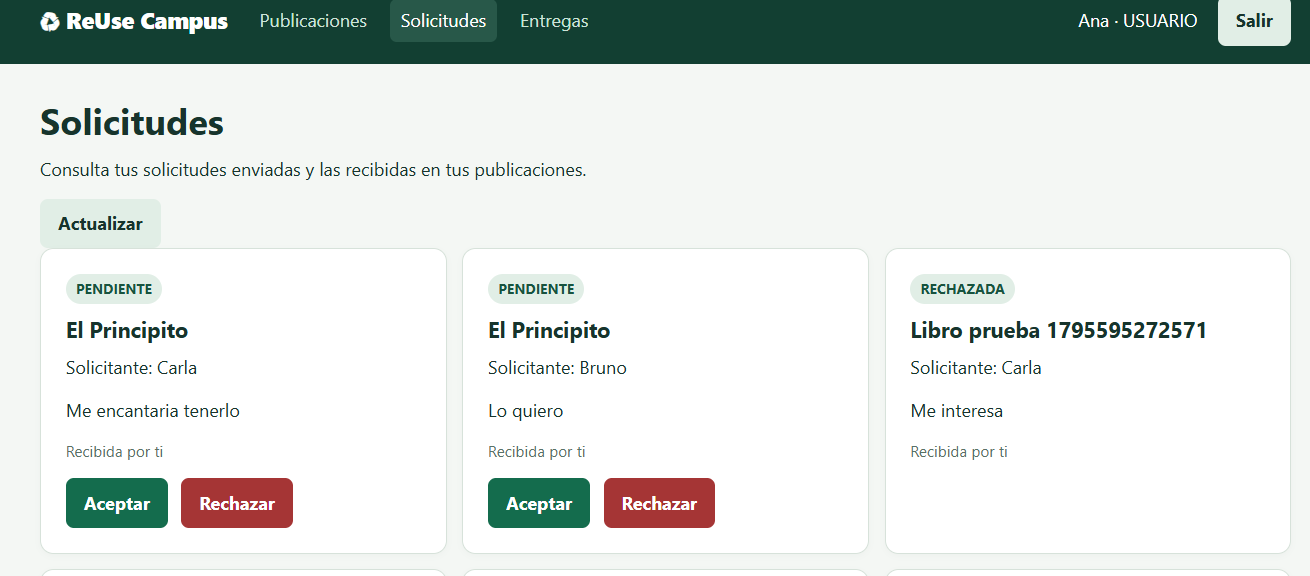 ♻ ReUse Campus Publicaciones Solicitudes Entregas Ana · USUARIO Salir
Solicitudes
Consulta tus solicitudes enviadas y las recibidas en tus publicaciones.
Actualizar
PENDIENTE
El Principito
Solicitante: Carla
Me encantaria tenerlo
Recibida por ti
Aceptar Rechazar
PENDIENTE
El Principito
Solicitante: Bruno
Lo quiero
Recibida por ti
Aceptar Rechazar
RECHAZADA
Libro prueba 1795595272571
Solicitante: Carla
Me interesa
Recibida por ti